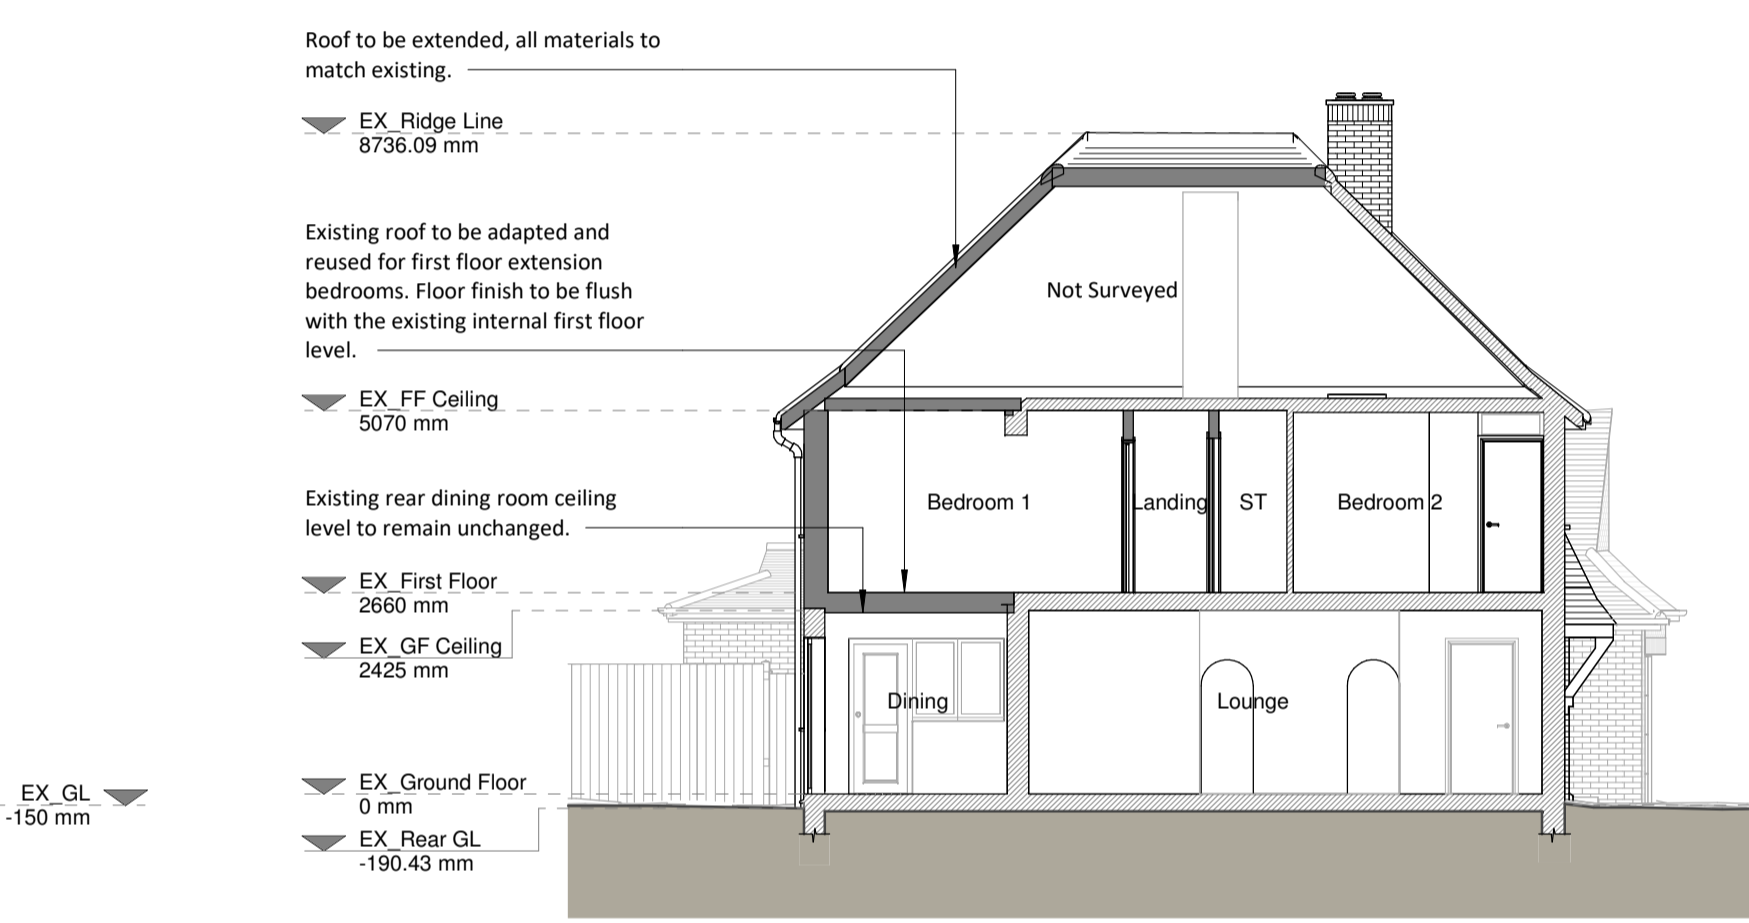 Roof to be extended, all materials to
match existing.
EX_Ridge Line
8736.09 mm
Existing roof to be adapted and
reused for first floor extension
bedrooms. Floor finish to be flush
with the existing internal first floor
level.
Not Surveyed
EX_FF Ceiling
5070 mm
Existing rear dining room ceiling
level to remain unchanged.
Bedroom 1
Landing
ST
Bedroom 2
EX_First Floor
2660 mm
EX_GF Ceiling
2425 mm
Dining
Lounge
EX_Ground Floor
0 mm
EX_GL
-150 mm
EX_Rear GL
-190.43 mm